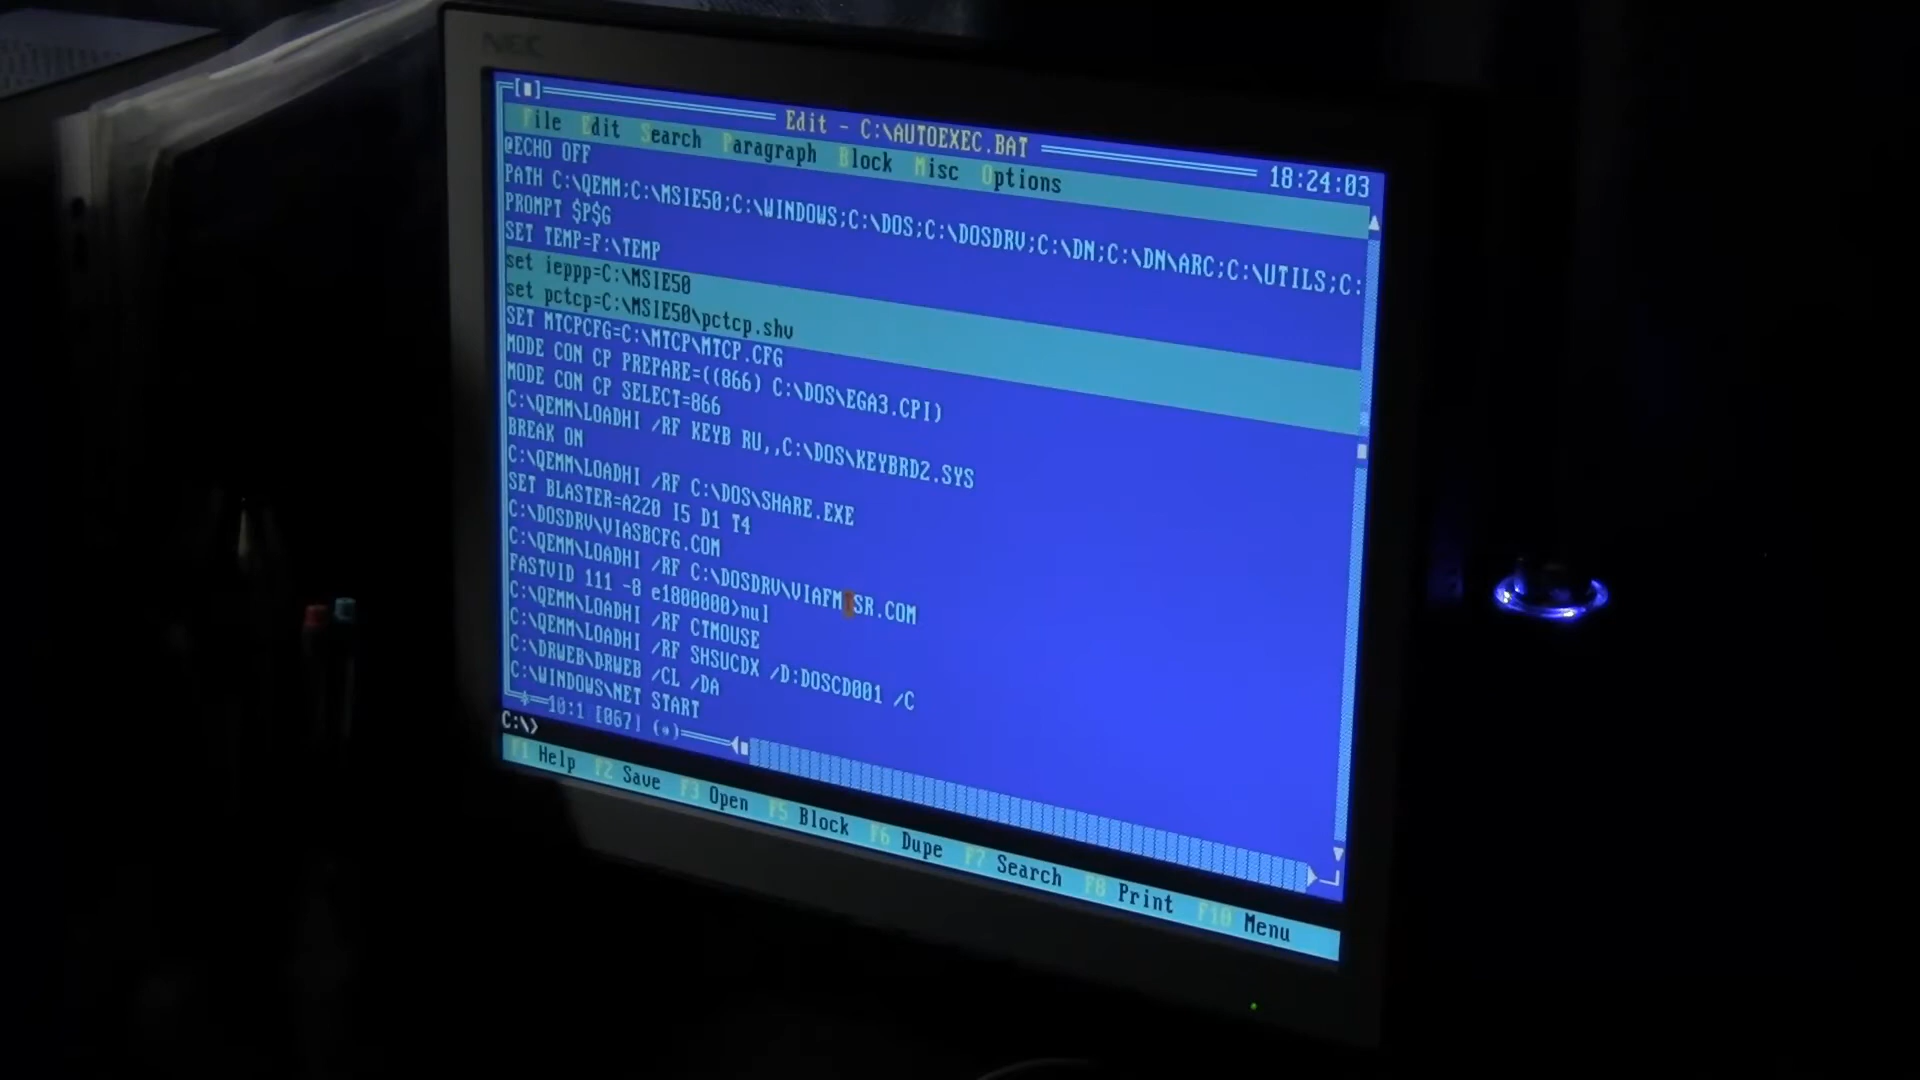 NEC
Edit - C:\AUTOEXEC.BAT
18:24:03
File Edit Search Paragraph Block Misc Options
@ECHO OFF
PATH C:\QEMM;C:\MSIE50;C:\WINDOWS;C:\DOS;C:\DOSDRV;C:\DN;C:\DN\ARC;C:\UTILS;C:
PROMPT $P$G
SET TEMP=F:\TEMP
set ieppp=C:\MSIE50
set pctcp=C:\MSIE50\pctcp.shv
SET MTCPCFG=C:\MTCP\MTCP.CFG
MODE CON CP PREPARE=((866) C:\DOS\EGA3.CPI)
MODE CON CP SELECT=866
C:\QEMM\LOADHI /RF KEYB RU,,C:\DOS\KEYBRD2.SYS
BREAK ON
C:\QEMM\LOADHI /RF C:\DOS\SHARE.EXE
SET BLASTER=A220 I5 D1 T4
C:\DOSDRV\VIASBCFG.COM
C:\QEMM\LOADHI /RF C:\DOSDRV\VIAFMTSR.COM
FASTVID 111 -8 e1800000>nul
C:\QEMM\LOADHI /RF CTMOUSE
C:\QEMM\LOADHI /RF SHSUCDX /D:DOSCD001 /C
C:\DRWEB\DRWEB /CL /DA
C:\WINDOWS\NET START
10:1 [067]
C:\>
F1 Help F2 Save F3 Open F5 Block F6 Dupe F7 Search F8 Print F10 Menu